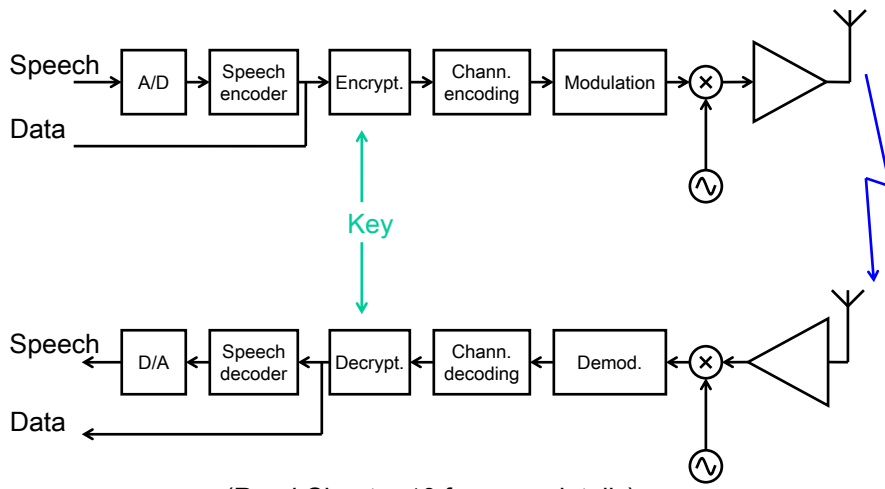 Speech
A/D
Speech
encoder
Encrypt.
Chann.
encoding
Modulation
Data
Key
Speech
D/A
Speech
decoder
Decrypt.
Chann.
decoding
Demod.
Data